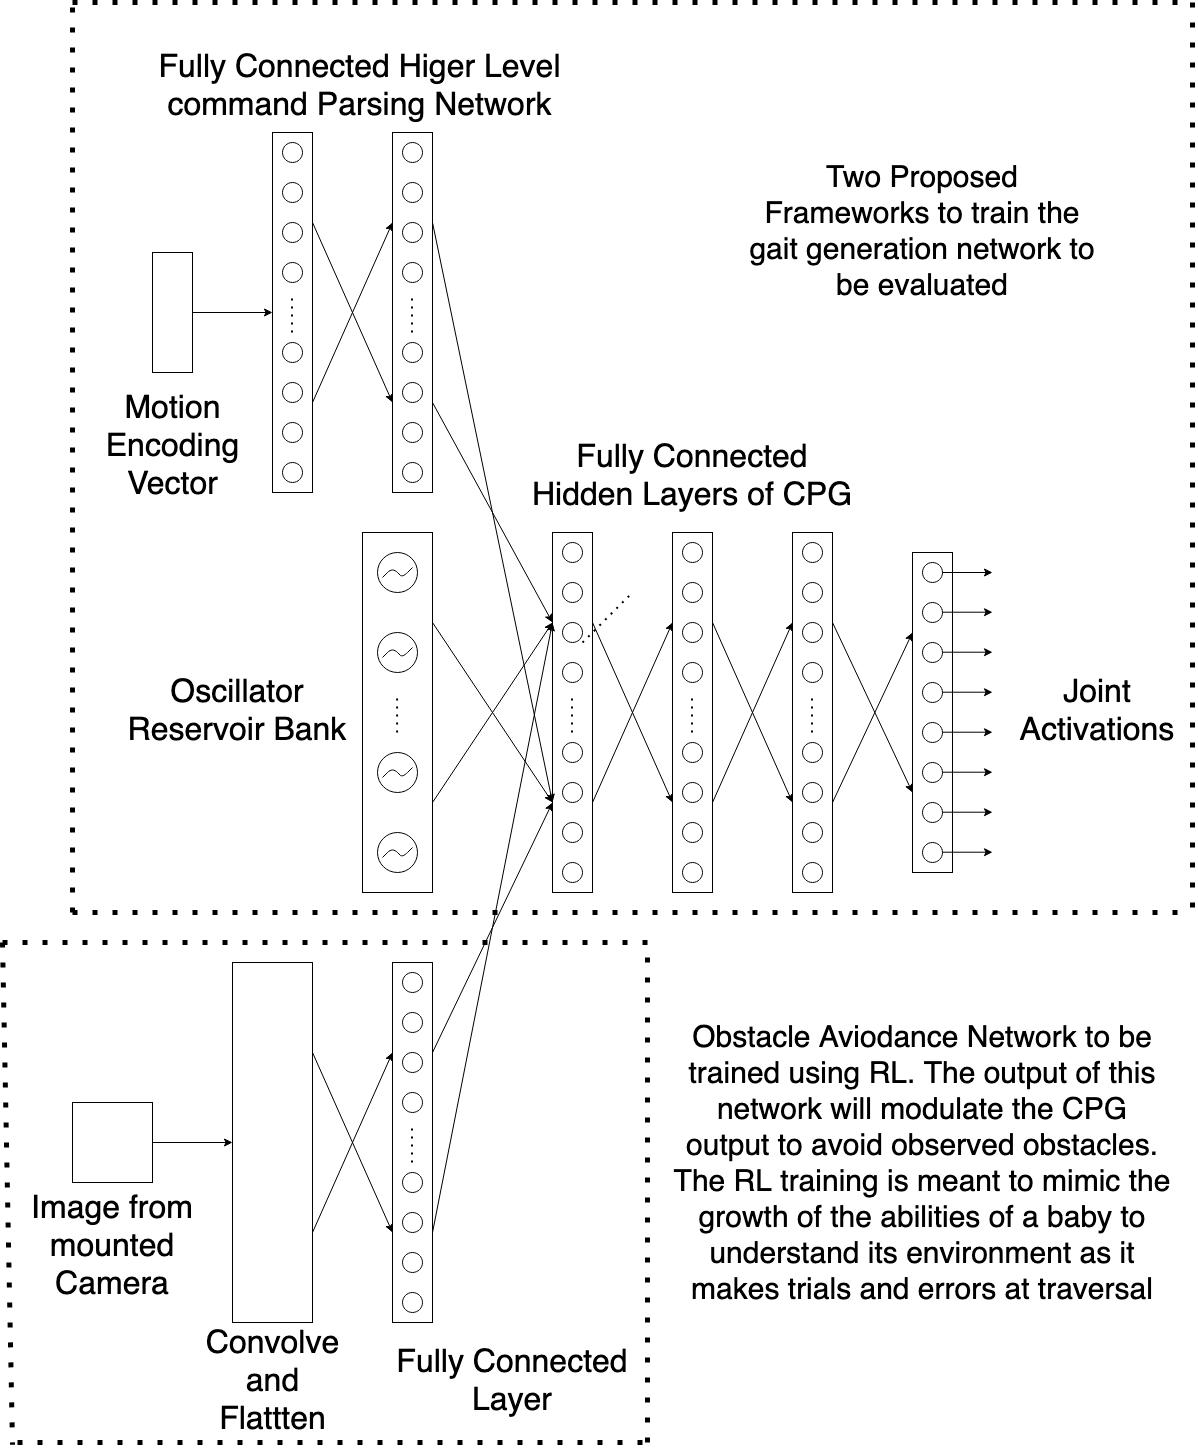 Fully Connected Higer Level
command Parsing Network
Two Proposed
Frameworks to train the
gait generation network to
be evaluated
Motion
Encoding
Vector
Fully Connected
Hidden Layers of CPG
Oscillator
Reservoir Bank
Joint
Activations
Obstacle Aviodance Network to be
trained using RL. The output of this
network will modulate the CPG
output to avoid observed obstacles.
The RL training is meant to mimic the
growth of the abilities of a baby to
understand its environment as it
makes trials and errors at traversal
Image from
mounted
Camera
Convolve
and
Flattten
Fully Connected
Layer